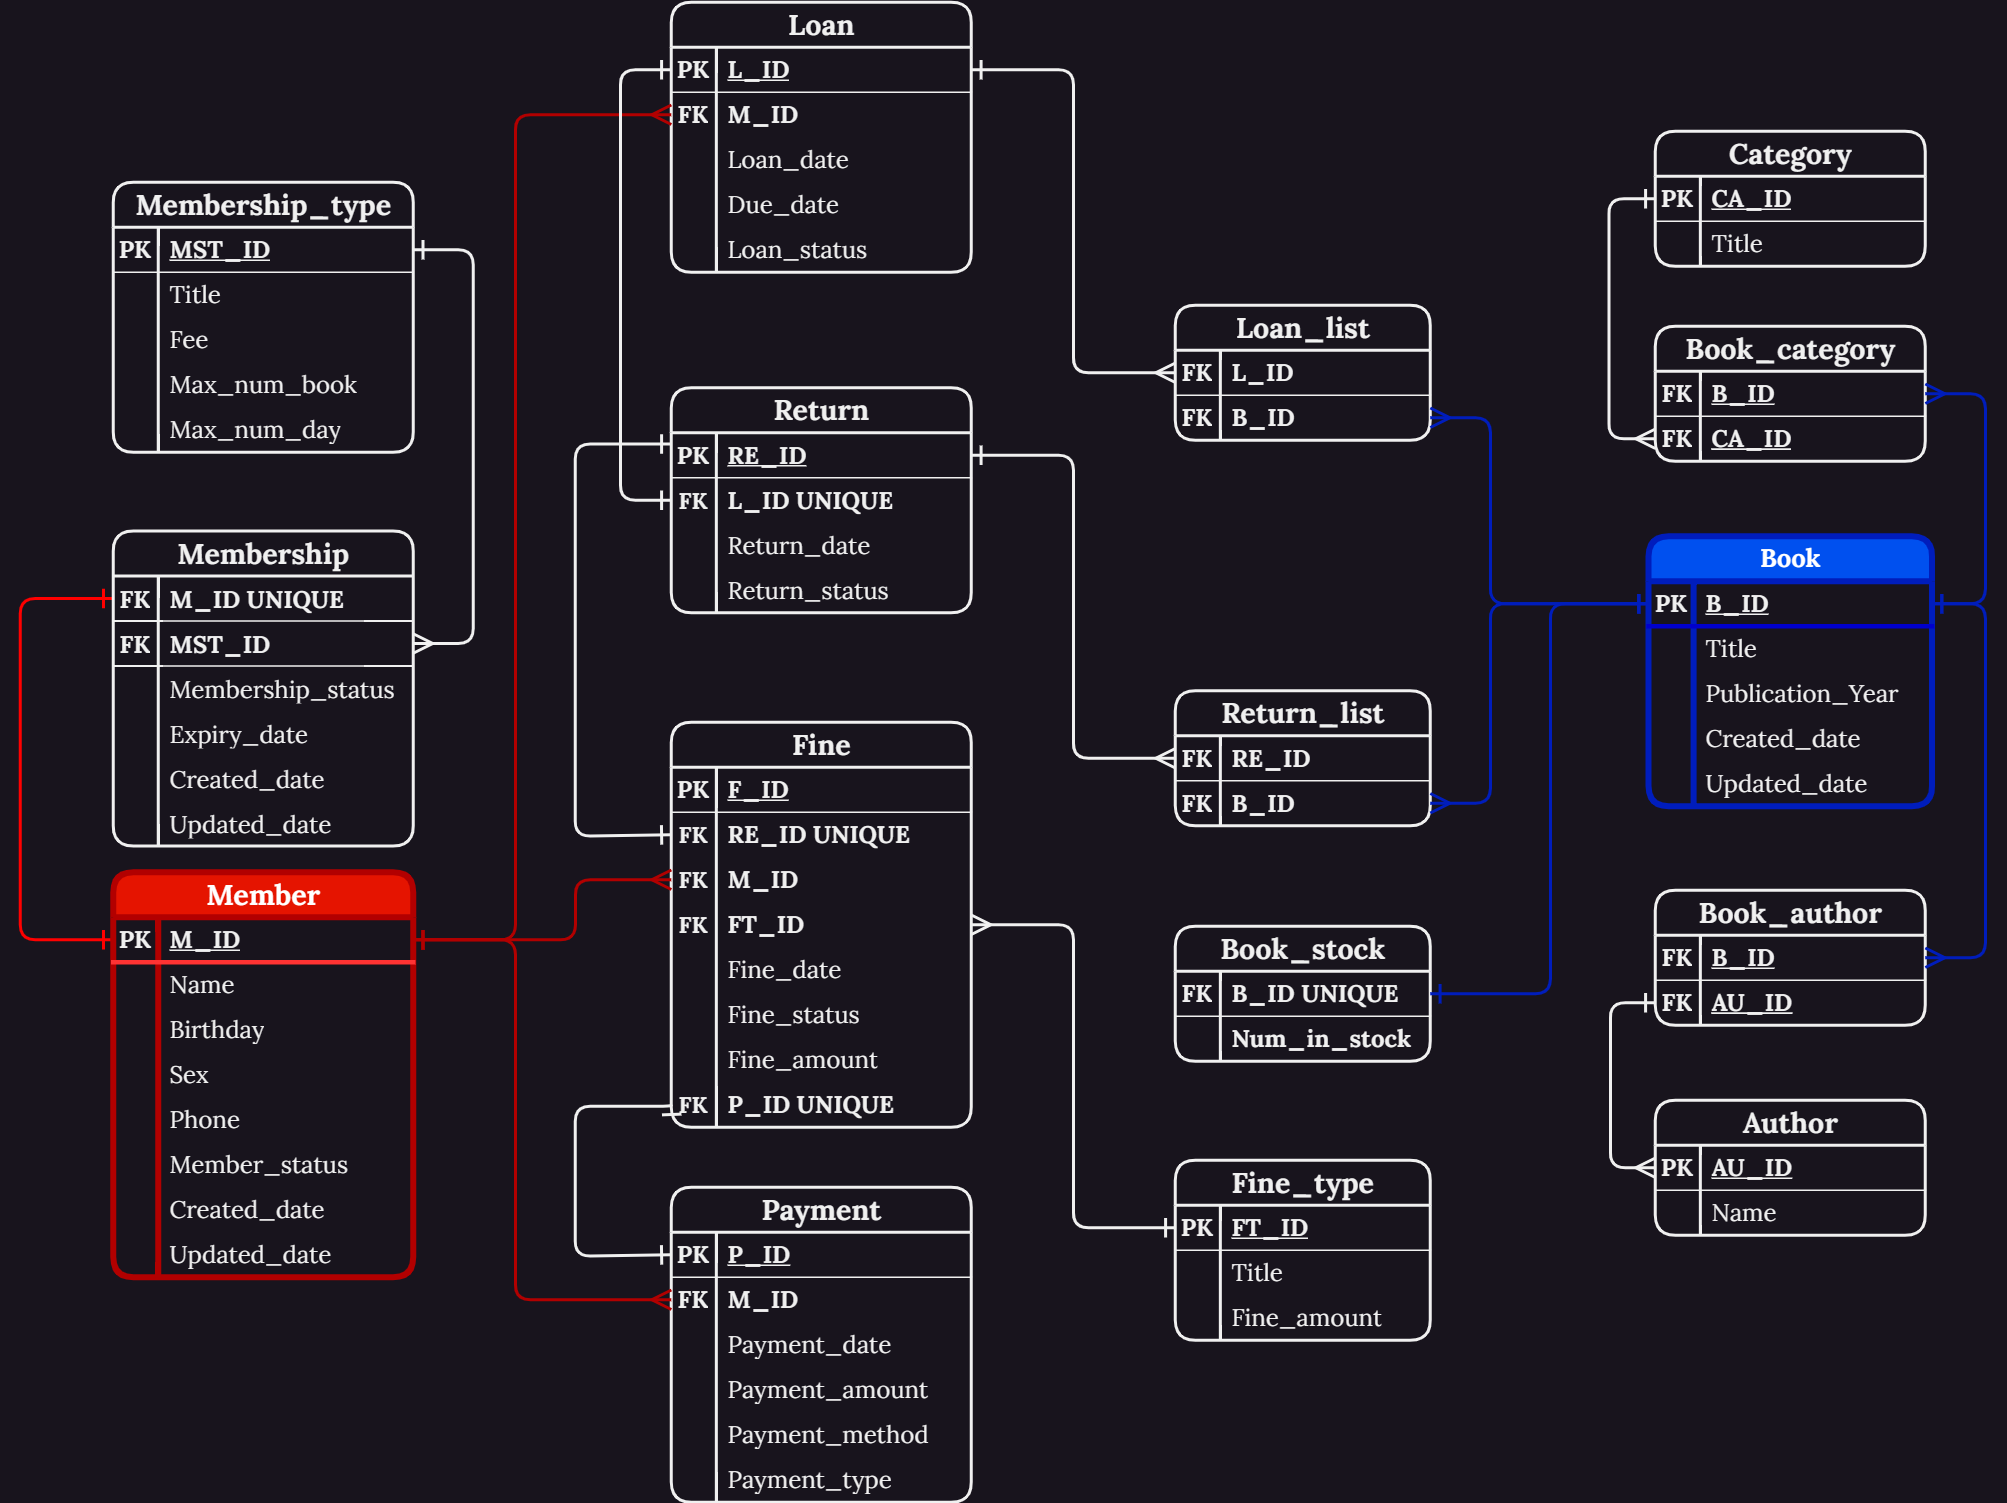 Loan
PK L_ID
FK M_ID
Loan_date
Due_date
Loan_status
Membership_type
PK MST_ID
Title
Fee
Max_num_book
Max_num_day
Membership
FK M_ID UNIQUE
FK MST_ID
Membership_status
Expiry_date
Created_date
Updated_date
Member
PK M_ID
Name
Birthday
Sex
Phone
Member_status
Created_date
Updated_date
Return
PK RE_ID
FK L_ID UNIQUE
Return_date
Return_status
Fine
PK F_ID
FK RE_ID UNIQUE
FK M_ID
FK FT_ID
Fine_date
Fine_status
Fine_amount
FK P_ID UNIQUE
Payment
PK P_ID
FK M_ID
Payment_date
Payment_amount
Payment_method
Payment_type
Loan_list
FK L_ID
FK B_ID
Return_list
FK RE_ID
FK B_ID
Book_stock
FK B_ID UNIQUE
Num_in_stock
Fine_type
PK FT_ID
Title
Fine_amount
Category
PK CA_ID
Title
Book_category
FK B_ID
FK CA_ID
Book
PK B_ID
Title
Publication_Year
Created_date
Updated_date
Book_author
FK B_ID
FK AU_ID
Author
PK AU_ID
Name